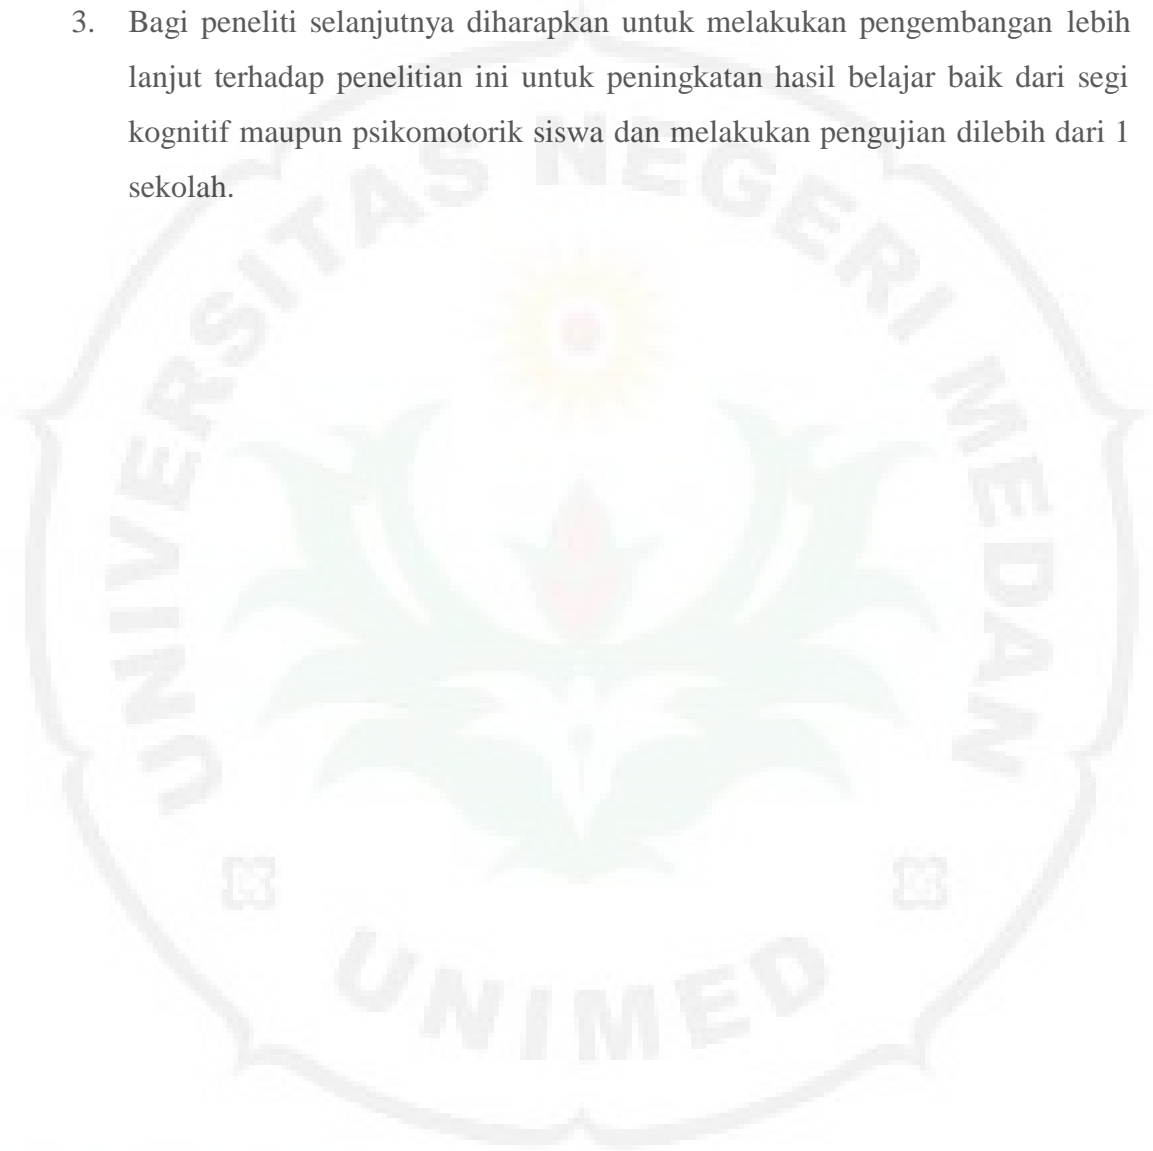 3. Bagi peneliti selanjutnya diharapkan untuk melakukan pengembangan lebih
lanjut terhadap penelitian ini untuk peningkatan hasil belajar baik dari segi
kognitif maupun psikomotorik siswa dan melakukan pengujian dilebih dari 1
sekolah.
UNIVERSITAS NEGERI MEDAN
UNIMED